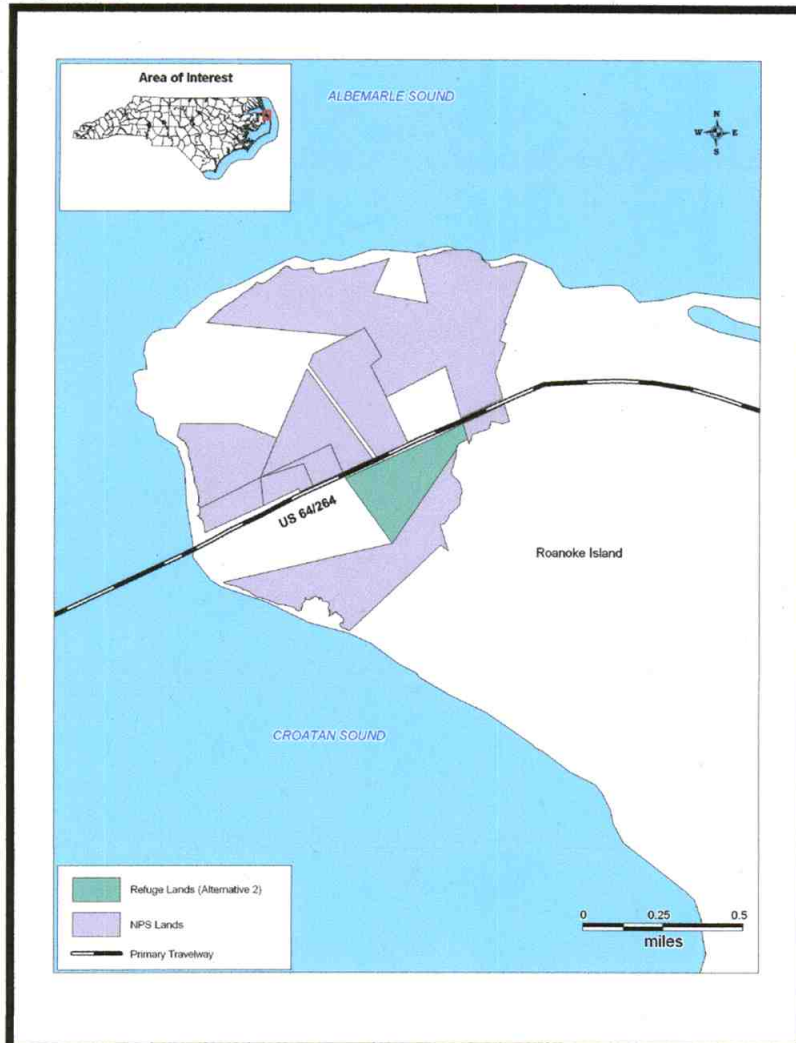 Area of Interest
ALBEMARLE SOUND
N
W E
S
US 64/264
Roanoke Island
CROATAN SOUND
Refuge Lands (Alternative 2)
NPS Lands
Primary Travelway
0 0.25 0.5
miles